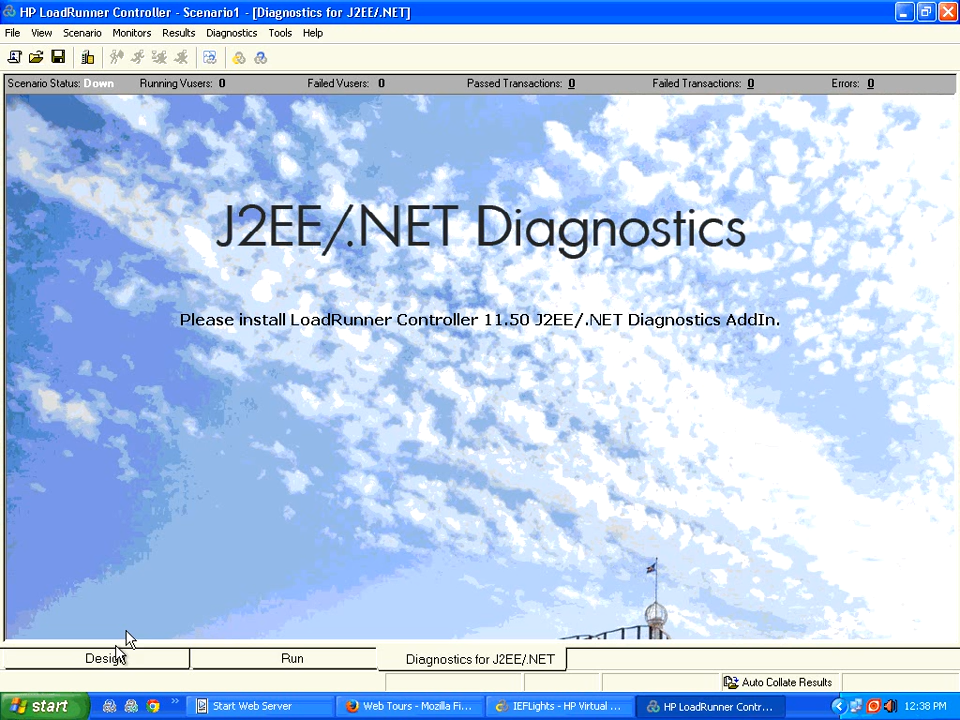 HP LoadRunner Controller - Scenario1 - [Diagnostics for J2EE/.NET]
File View Scenario Monitors Results Diagnostics Tools Help
Scenario Status: Down Running Vusers: 0 Failed Vusers: 0 Passed Transactions: 0 Failed Transactions: 0 Errors: 0
J2EE/.NET Diagnostics
Please install LoadRunner Controller 11.50 J2EE/.NET Diagnostics AddIn.
Design Run Diagnostics for J2EE/.NET
Auto Collate Results
start Start Web Server Web Tours - Mozilla Fi... IEFLights - HP Virtual ... HP LoadRunner Contr... 12:38 PM